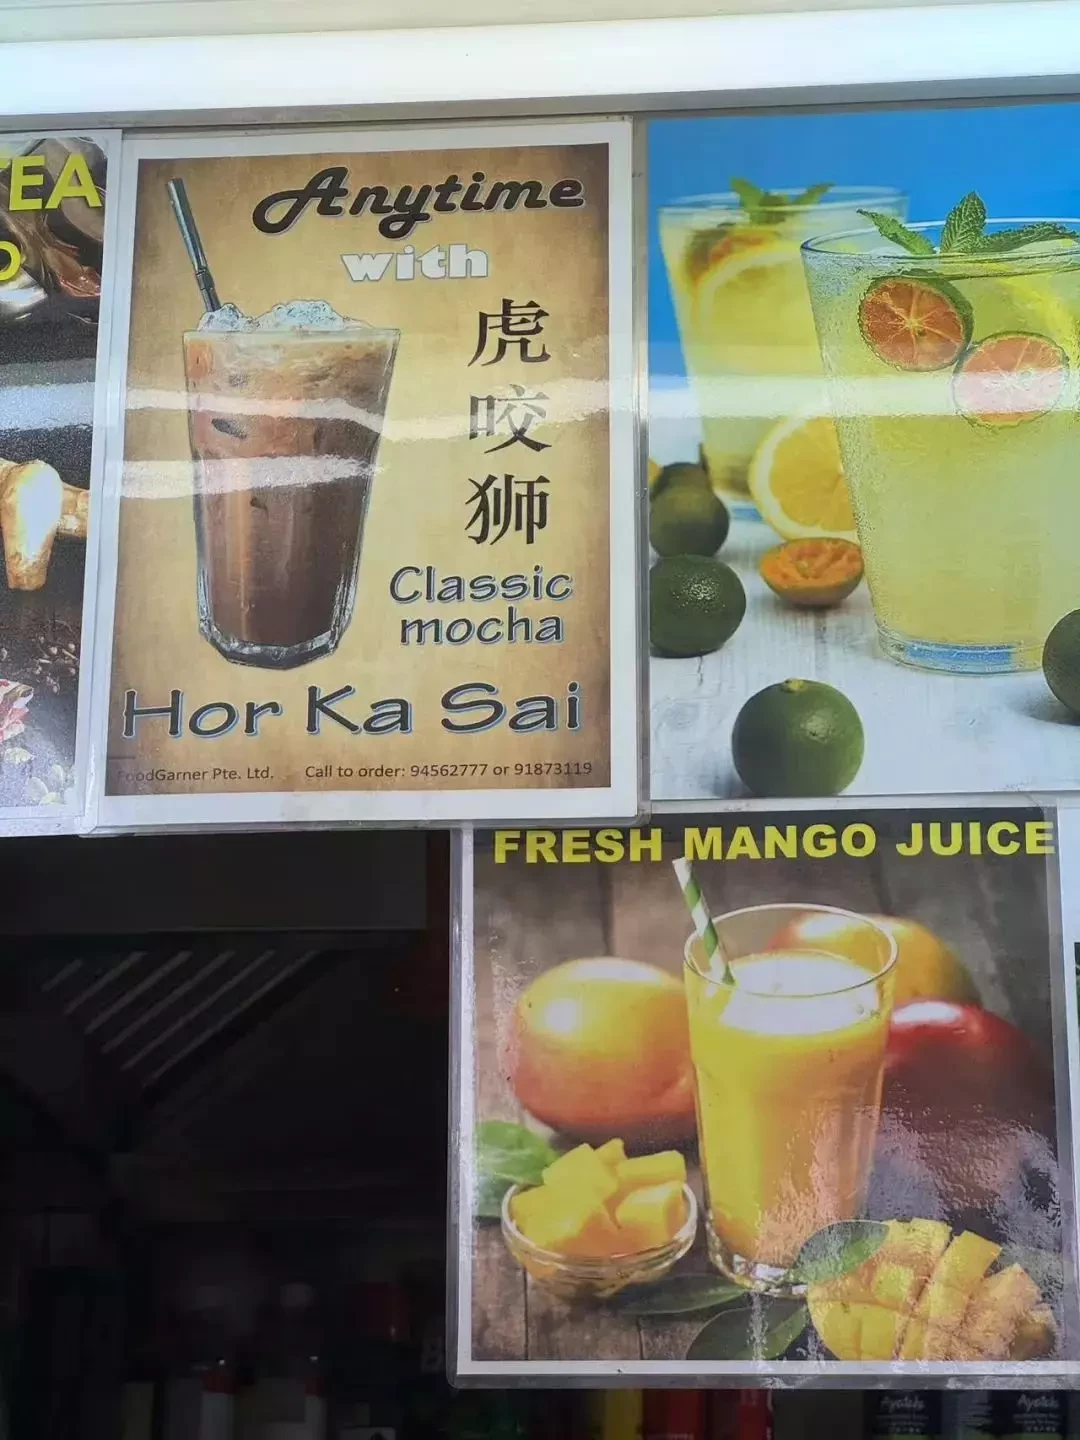 TEA
Anytime
with
虎
咬
狮
Classic
mocha
Hor Ka Sai
FoodGarner Pte. Ltd. Call to order: 94562777 or 91873119
FRESH MANGO JUICE